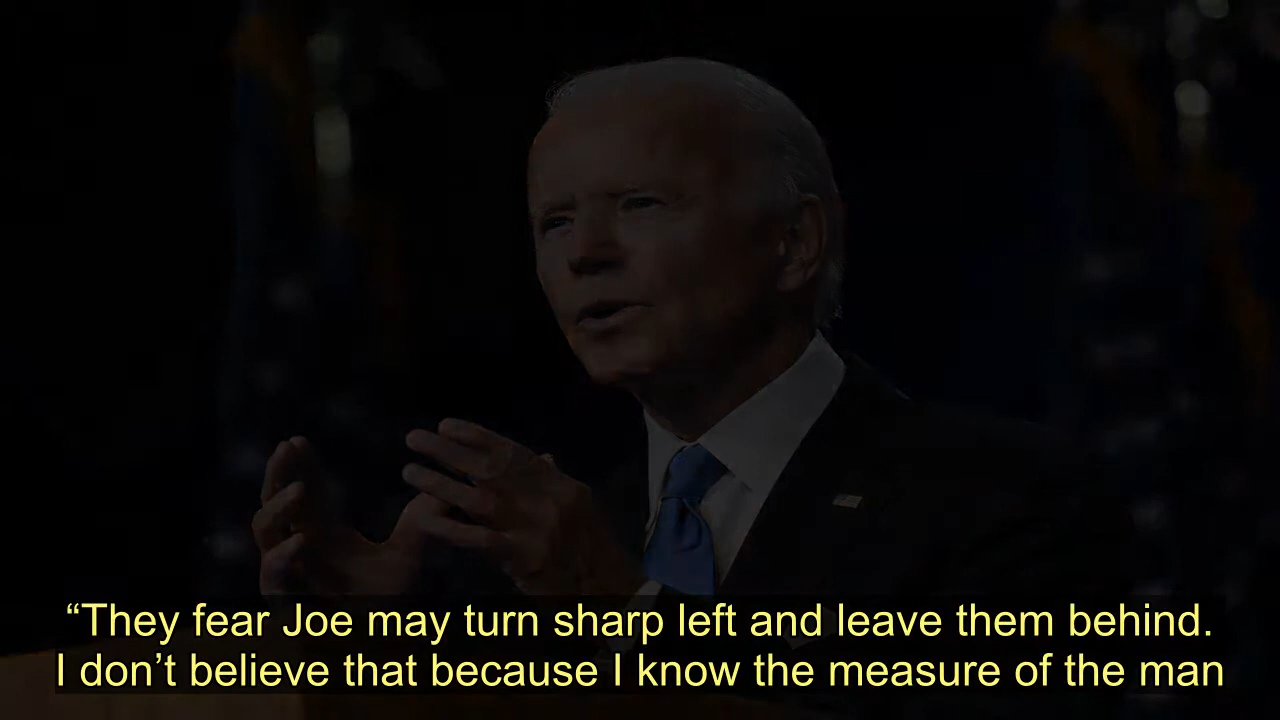 “They fear Joe may turn sharp left and leave them behind.
I don’t believe that because I know the measure of the man